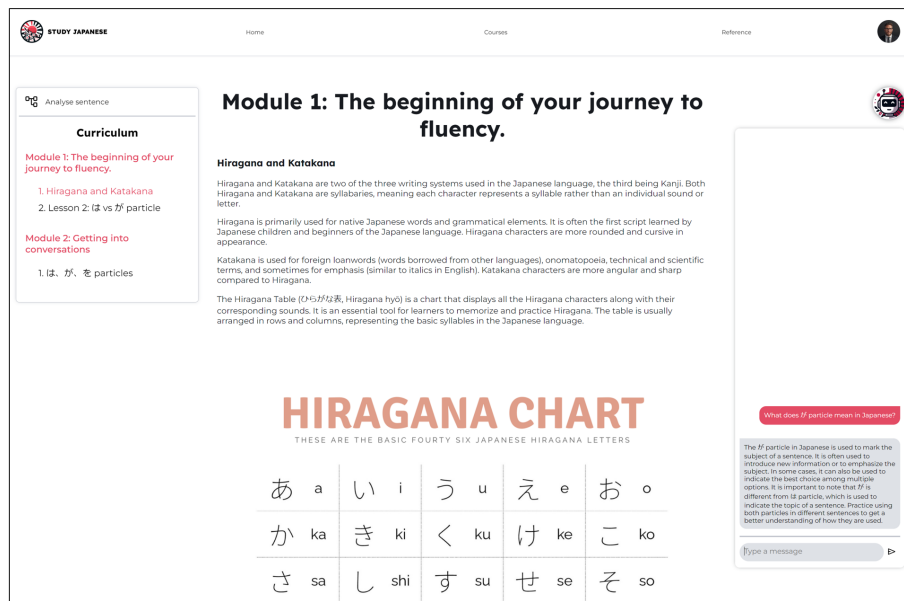 STUDY JAPANESE
Home
Courses
Reference
Analyse sentence
Curriculum
Module 1: The beginning of your
journey to fluency.
1. Hiragana and Katakana
2. Lesson 2: は vs が particle
Module 2: Getting into
conversations
1. は、が、を particles
Module 1: The beginning of your journey to
fluency.
Hiragana and Katakana
Hiragana and Katakana are two of the three writing systems used in the Japanese language, the third being Kanji. Both
Hiragana and Katakana are syllabaries, meaning each character represents a syllable rather than an individual sound or
letter.
Hiragana is primarily used for native Japanese words and grammatical elements. It is often the first script learned by
Japanese children and beginners of the Japanese language. Hiragana characters are more rounded and cursive in
appearance.
Katakana is used for foreign loanwords (words borrowed from other languages), onomatopoeia, technical and scientific
terms, and sometimes for emphasis (similar to italics in English). Katakana characters are more angular and sharp
compared to Hiragana.
The Hiragana Table (ひらがな表, Hiragana hyō) is a chart that displays all the Hiragana characters along with their
corresponding sounds. It is an essential tool for learners to memorize and practice Hiragana. The table is usually
arranged in rows and columns, representing the basic syllables in the Japanese language.
HIRAGANA CHART
THESE ARE THE BASIC FOURTY SIX JAPANESE HIRAGANA LETTERS
あ a い i う u え e お o
か ka き ki く ku け ke こ ko
さ sa し shi す su せ se そ so
What does が particle mean in Japanese?
The が particle in Japanese is used to mark the
subject of a sentence. It is often used to
introduce new information or to emphasize the
subject. In some cases, it can also be used to
indicate the best choice among multiple
options. It is important to note that が is
different from は particle, which is used to
indicate the topic of a sentence. Practice using
both particles in different sentences to get a
better understanding of how they are used.
Type a message